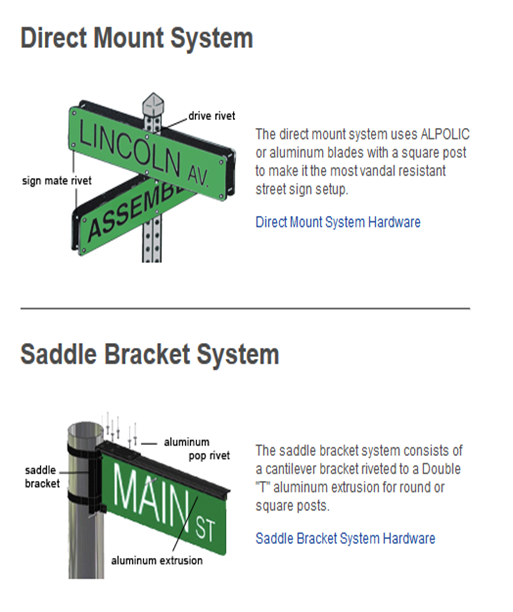 Direct Mount System
drive rivet
LINCOLN AV.
sign mate rivet
The direct mount system uses ALPOLIC
or aluminum blades with a square post
to make it the most vandal resistant
street sign setup.
ASSEMB
Direct Mount System Hardware
Saddle Bracket System
aluminum
pop rivet
saddle
bracket
MAIN ST
aluminum extrusion
The saddle bracket system consists of
a cantilever bracket riveted to a Double
"T" aluminum extrusion for round or
square posts.
Saddle Bracket System Hardware